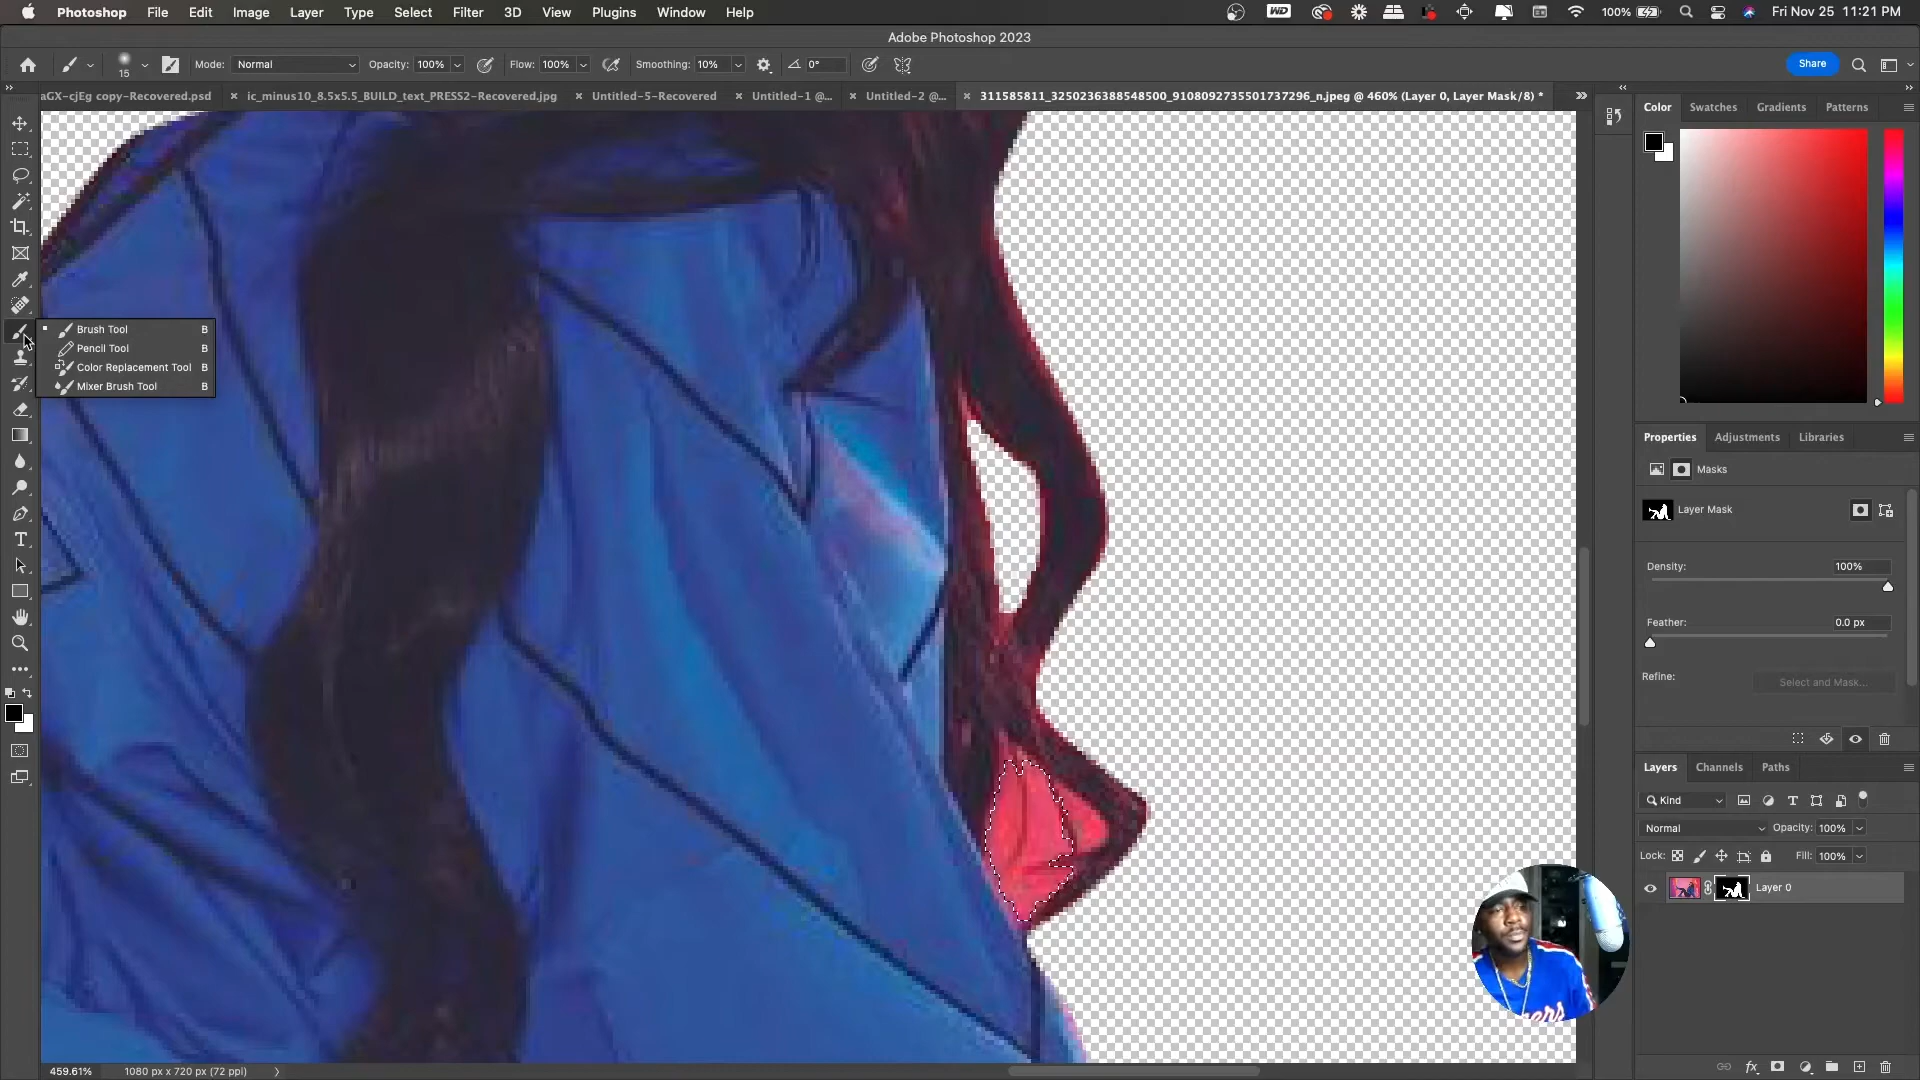 Photoshop File Edit Image Layer Type Select Filter 3D View Plugins Window Help WD 100% Fri Nov 25 11:21 PM
Adobe Photoshop 2023
15 Mode: Normal Opacity: 100% Flow: 100% Smoothing: 10% 0° Share
aGX-cjEg copy-Recovered.psd ic_minus10_8.5x5.5_BUILD_text_PRESS2-Recovered.jpg Untitled-5-Recovered Untitled-1 @... Untitled-2 @... 311585811_3250236388548500_9108092735501737296_n.jpeg @ 460% (Layer 0, Layer Mask/8) *
Color Swatches Gradients Patterns
Brush Tool B
Pencil Tool B
Color Replacement Tool B
Mixer Brush Tool B
Properties Adjustments Libraries
Masks
Layer Mask
Density: 100%
Feather: 0.0 px
Refine: Select and Mask...
Layers Channels Paths
Kind
Normal Opacity: 100%
Lock: Fill: 100%
Layer 0
459.61% 1080 px x 720 px (72 ppi)